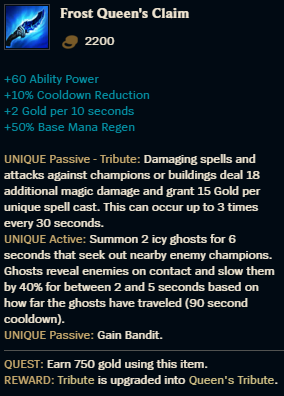 Frost Queen's Claim
2200
+60 Ability Power
+10% Cooldown Reduction
+2 Gold per 10 seconds
+50% Base Mana Regen
UNIQUE Passive - Tribute: Damaging spells and
attacks against champions or buildings deal 18
additional magic damage and grant 15 Gold per
unique spell cast. This can occur up to 3 times
every 30 seconds.
UNIQUE Active: Summon 2 icy ghosts for 6
seconds that seek out nearby enemy champions.
Ghosts reveal enemies on contact and slow them
by 40% for between 2 and 5 seconds based on
how far the ghosts have traveled (90 second
cooldown).
UNIQUE Passive: Gain Bandit.
QUEST: Earn 750 gold using this item.
REWARD: Tribute is upgraded into Queen's Tribute.